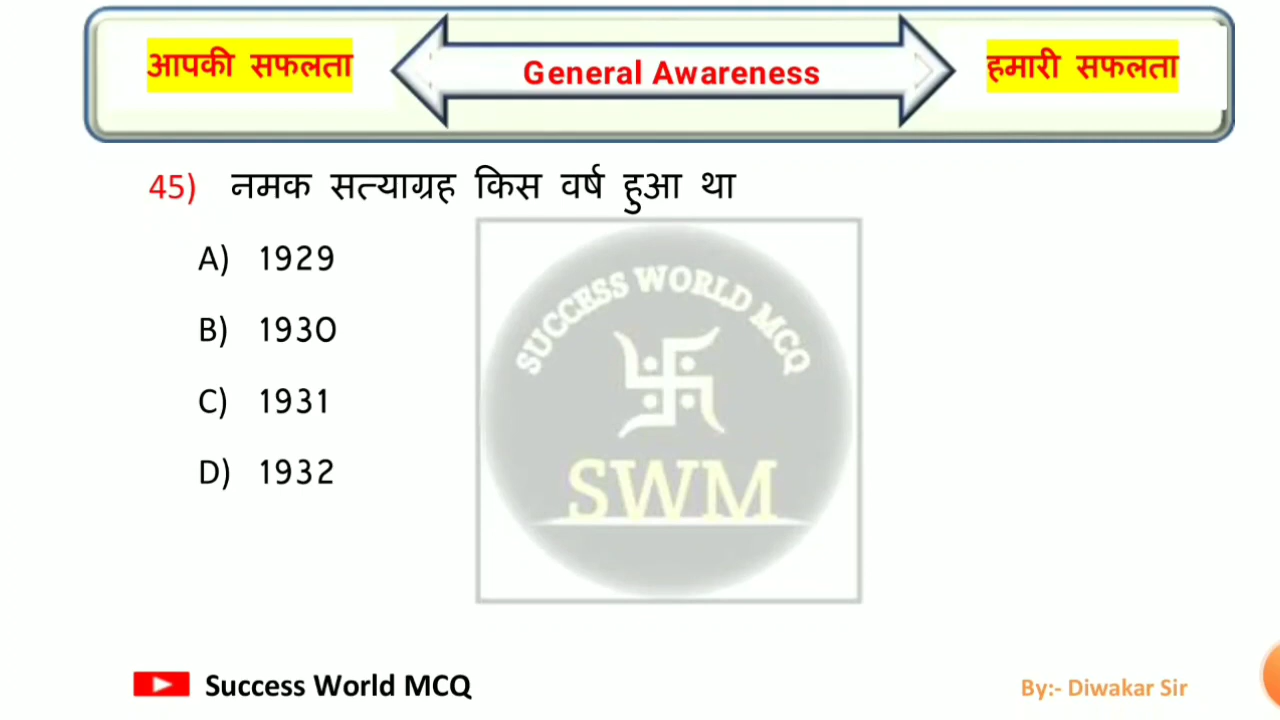 आपकी सफलता
General Awareness
हमारी सफलता
45) नमक सत्याग्रह किस वर्ष हुआ था
A) 1929
B) 1930
C) 1931
D) 1932
SUCCESS WORLD MCQ
SWM
Success World MCQ
By:- Diwakar Sir